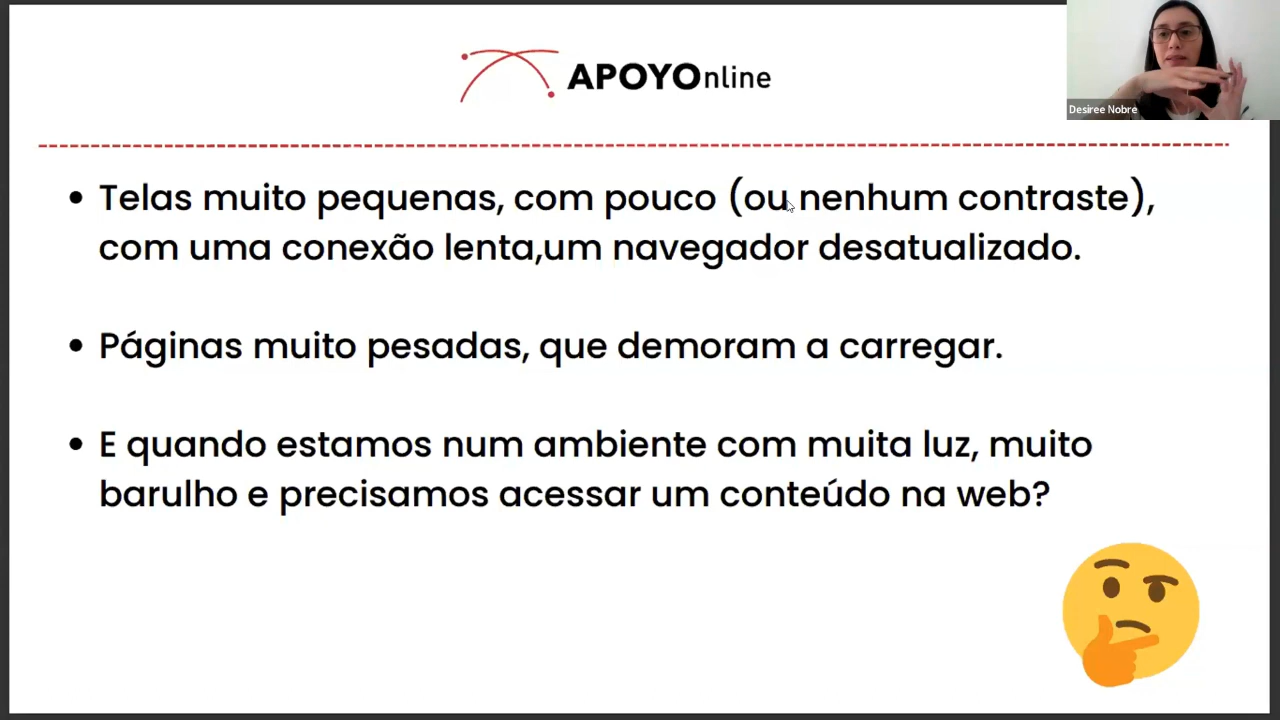 APOYOnline
Desiree Nobre
• Telas muito pequenas, com pouco (ou nenhum contraste),
com uma conexão lenta,um navegador desatualizado.
• Páginas muito pesadas, que demoram a carregar.
• E quando estamos num ambiente com muita luz, muito
barulho e precisamos acessar um conteúdo na web?